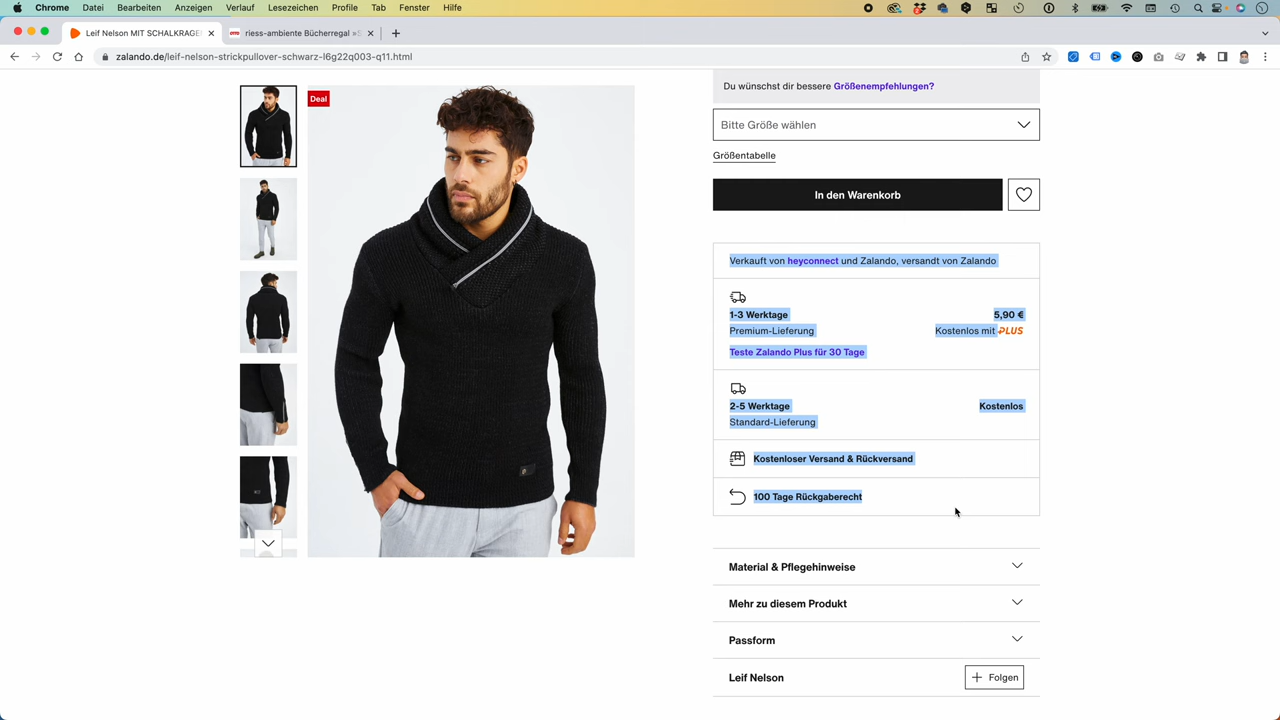 Chrome Datei Bearbeiten Anzeigen Verlauf Lesezeichen Profile Tab Fenster Hilfe
Leif Nelson MIT SCHALKRAGE
riess-ambiente Bücherregal »S
zalando.de/leif-nelson-strickpullover-schwarz-l6g22q003-q11.html
Deal
Du wünschst dir bessere Größenempfehlungen?
Bitte Größe wählen
Größentabelle
In den Warenkorb
Verkauft von heyconnect und Zalando, versandt von Zalando
1-3 Werktage 5,90 €
Premium-Lieferung Kostenlos mit PLUS
Teste Zalando Plus für 30 Tage
2-5 Werktage Kostenlos
Standard-Lieferung
Kostenloser Versand & Rückversand
100 Tage Rückgaberecht
Material & Pflegehinweise
Mehr zu diesem Produkt
Passform
Leif Nelson + Folgen